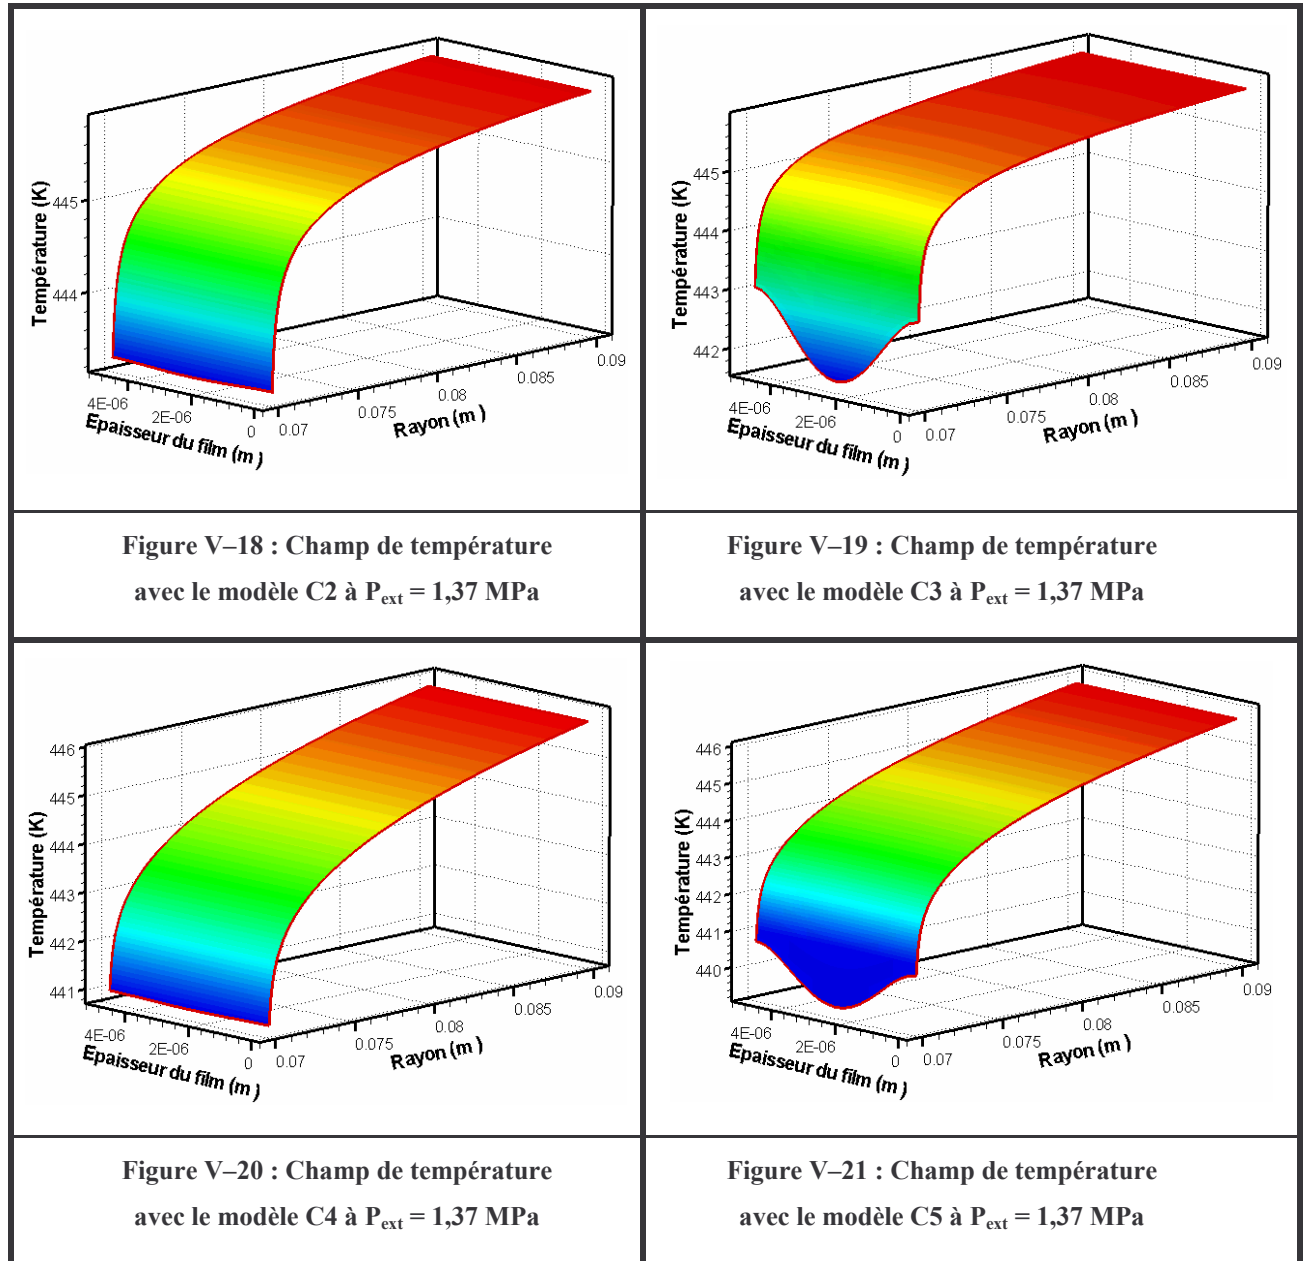 Température (K)
445
444
4E-06
2E-06
0
Epaisseur du film (m )
0.07
0.075
0.08
0.085
0.09
Rayon (m )
Figure V–18 : Champ de température
avec le modèle C2 à Pext = 1,37 MPa
Température (K)
445
444
443
442
4E-06
2E-06
0
Epaisseur du film (m )
0.07
0.075
0.08
0.085
0.09
Rayon (m )
Figure V–19 : Champ de température
avec le modèle C3 à Pext = 1,37 MPa
Température (K)
446
445
444
443
442
441
4E-06
2E-06
0
Epaisseur du film (m )
0.07
0.075
0.08
0.085
0.09
Rayon (m )
Figure V–20 : Champ de température
avec le modèle C4 à Pext = 1,37 MPa
Température (K)
446
445
444
443
442
441
440
4E-06
2E-06
0
Epaisseur du film (m )
0.07
0.075
0.08
0.085
0.09
Rayon (m )
Figure V–21 : Champ de température
avec le modèle C5 à Pext = 1,37 MPa